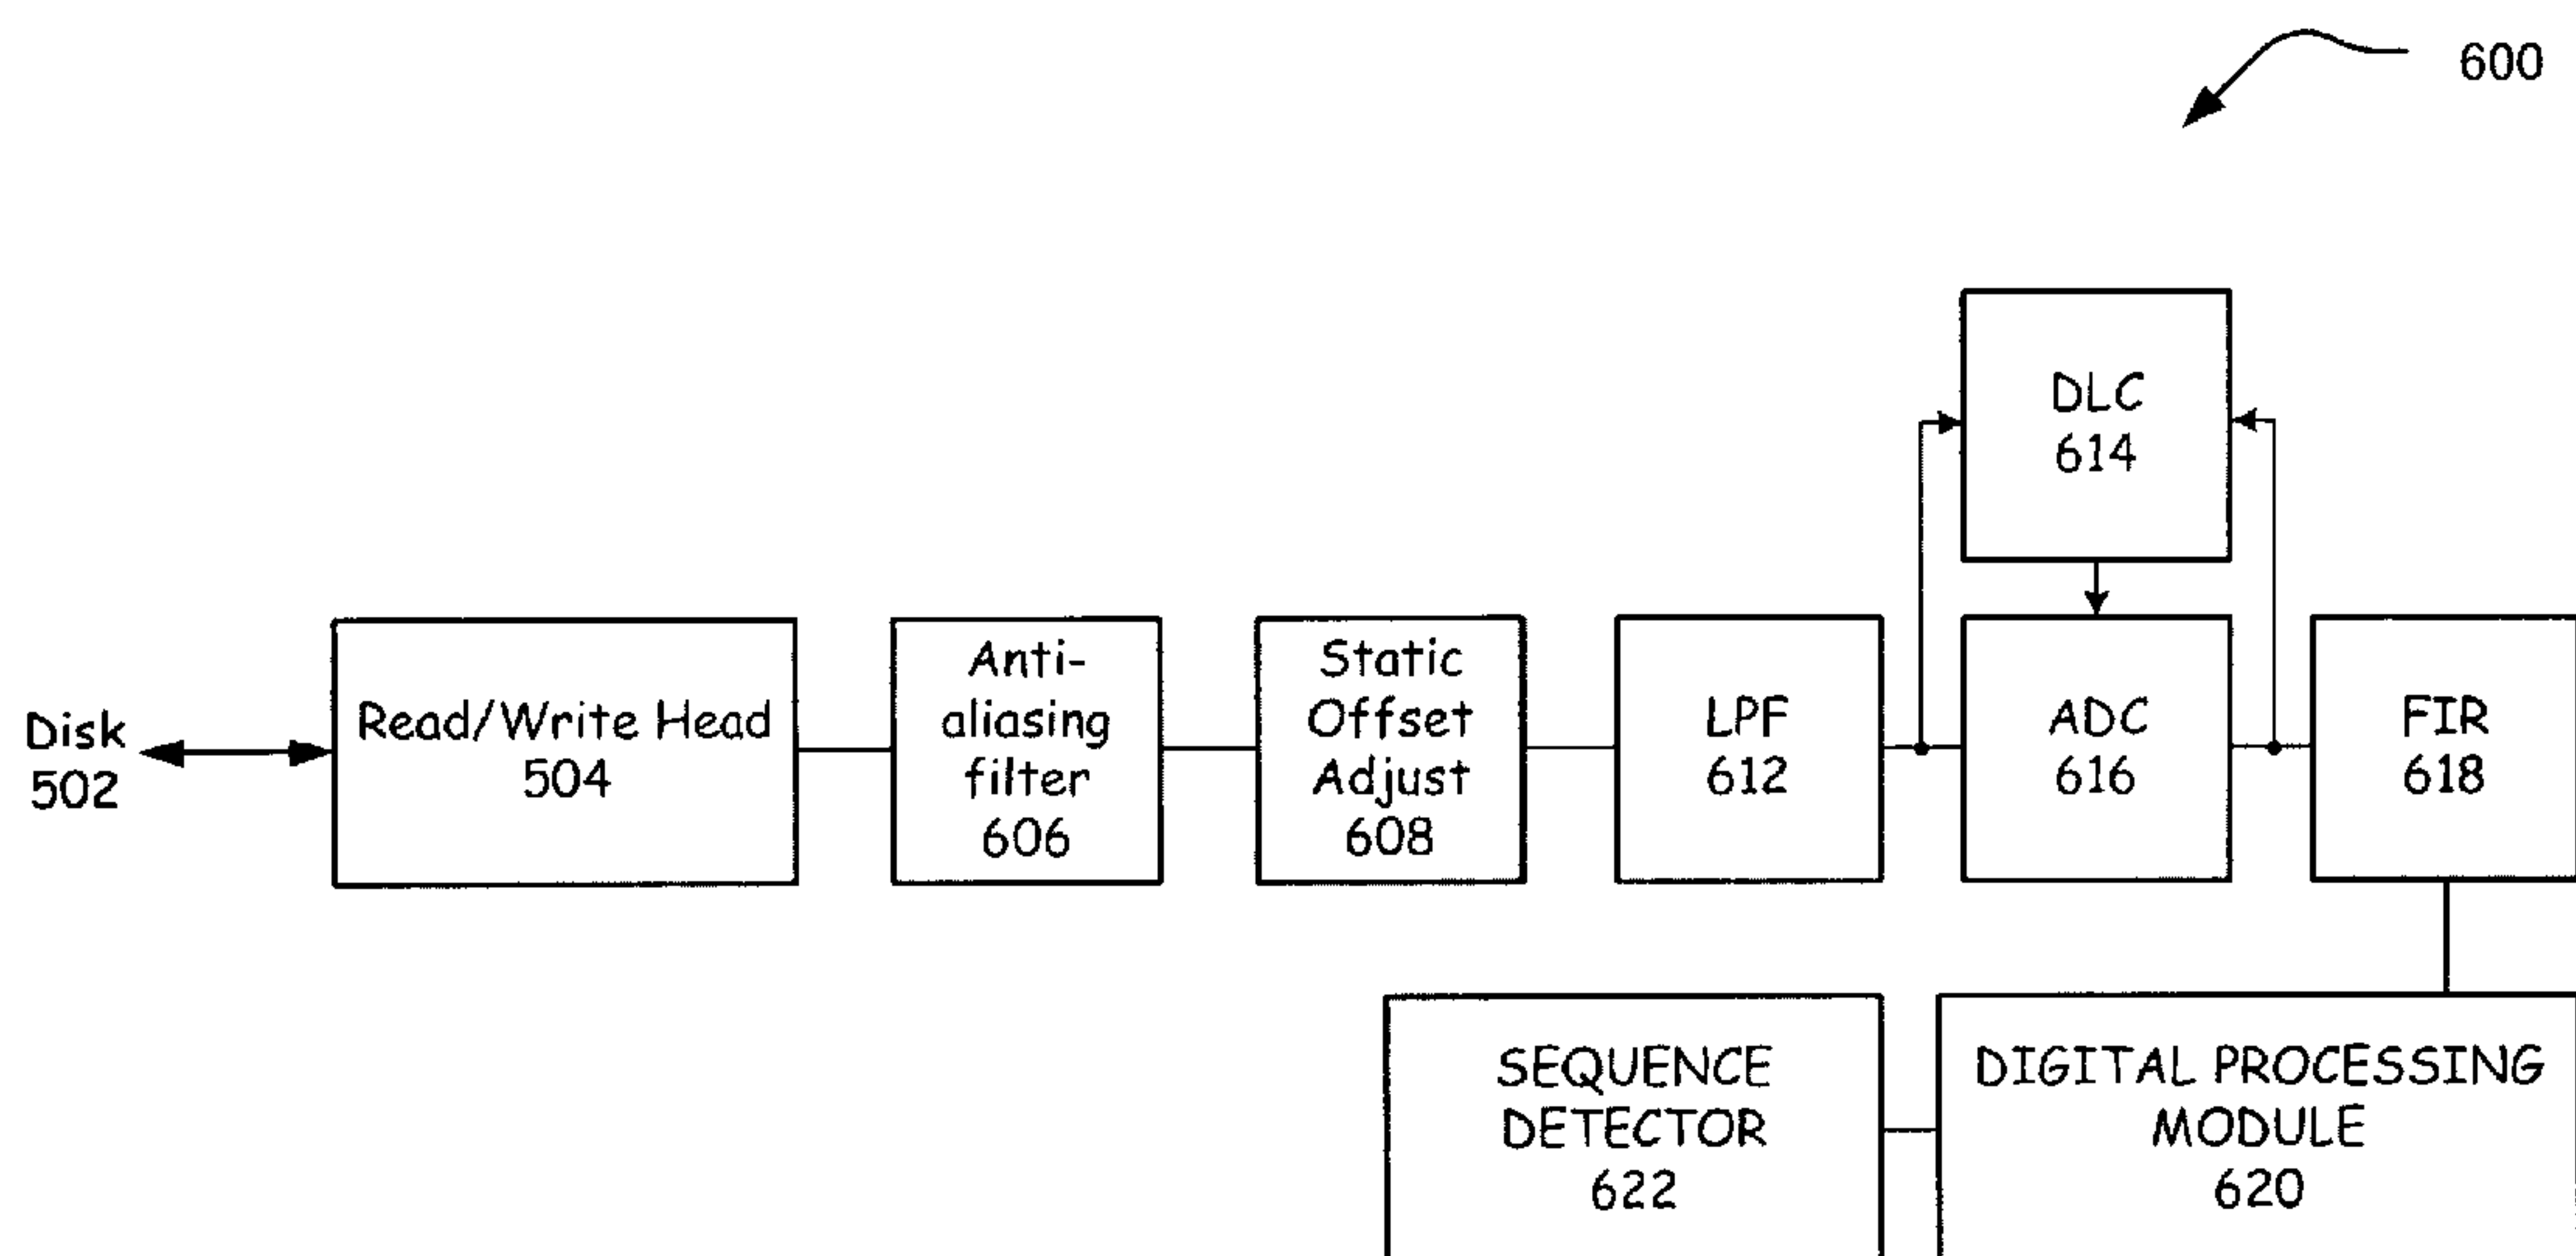 600
DLC
614
Disk
502
Read/Write Head
504
Anti-
aliasing
filter
606
Static
Offset
Adjust
608
LPF
612
ADC
616
FIR
618
SEQUENCE
DETECTOR
622
DIGITAL PROCESSING
MODULE
620